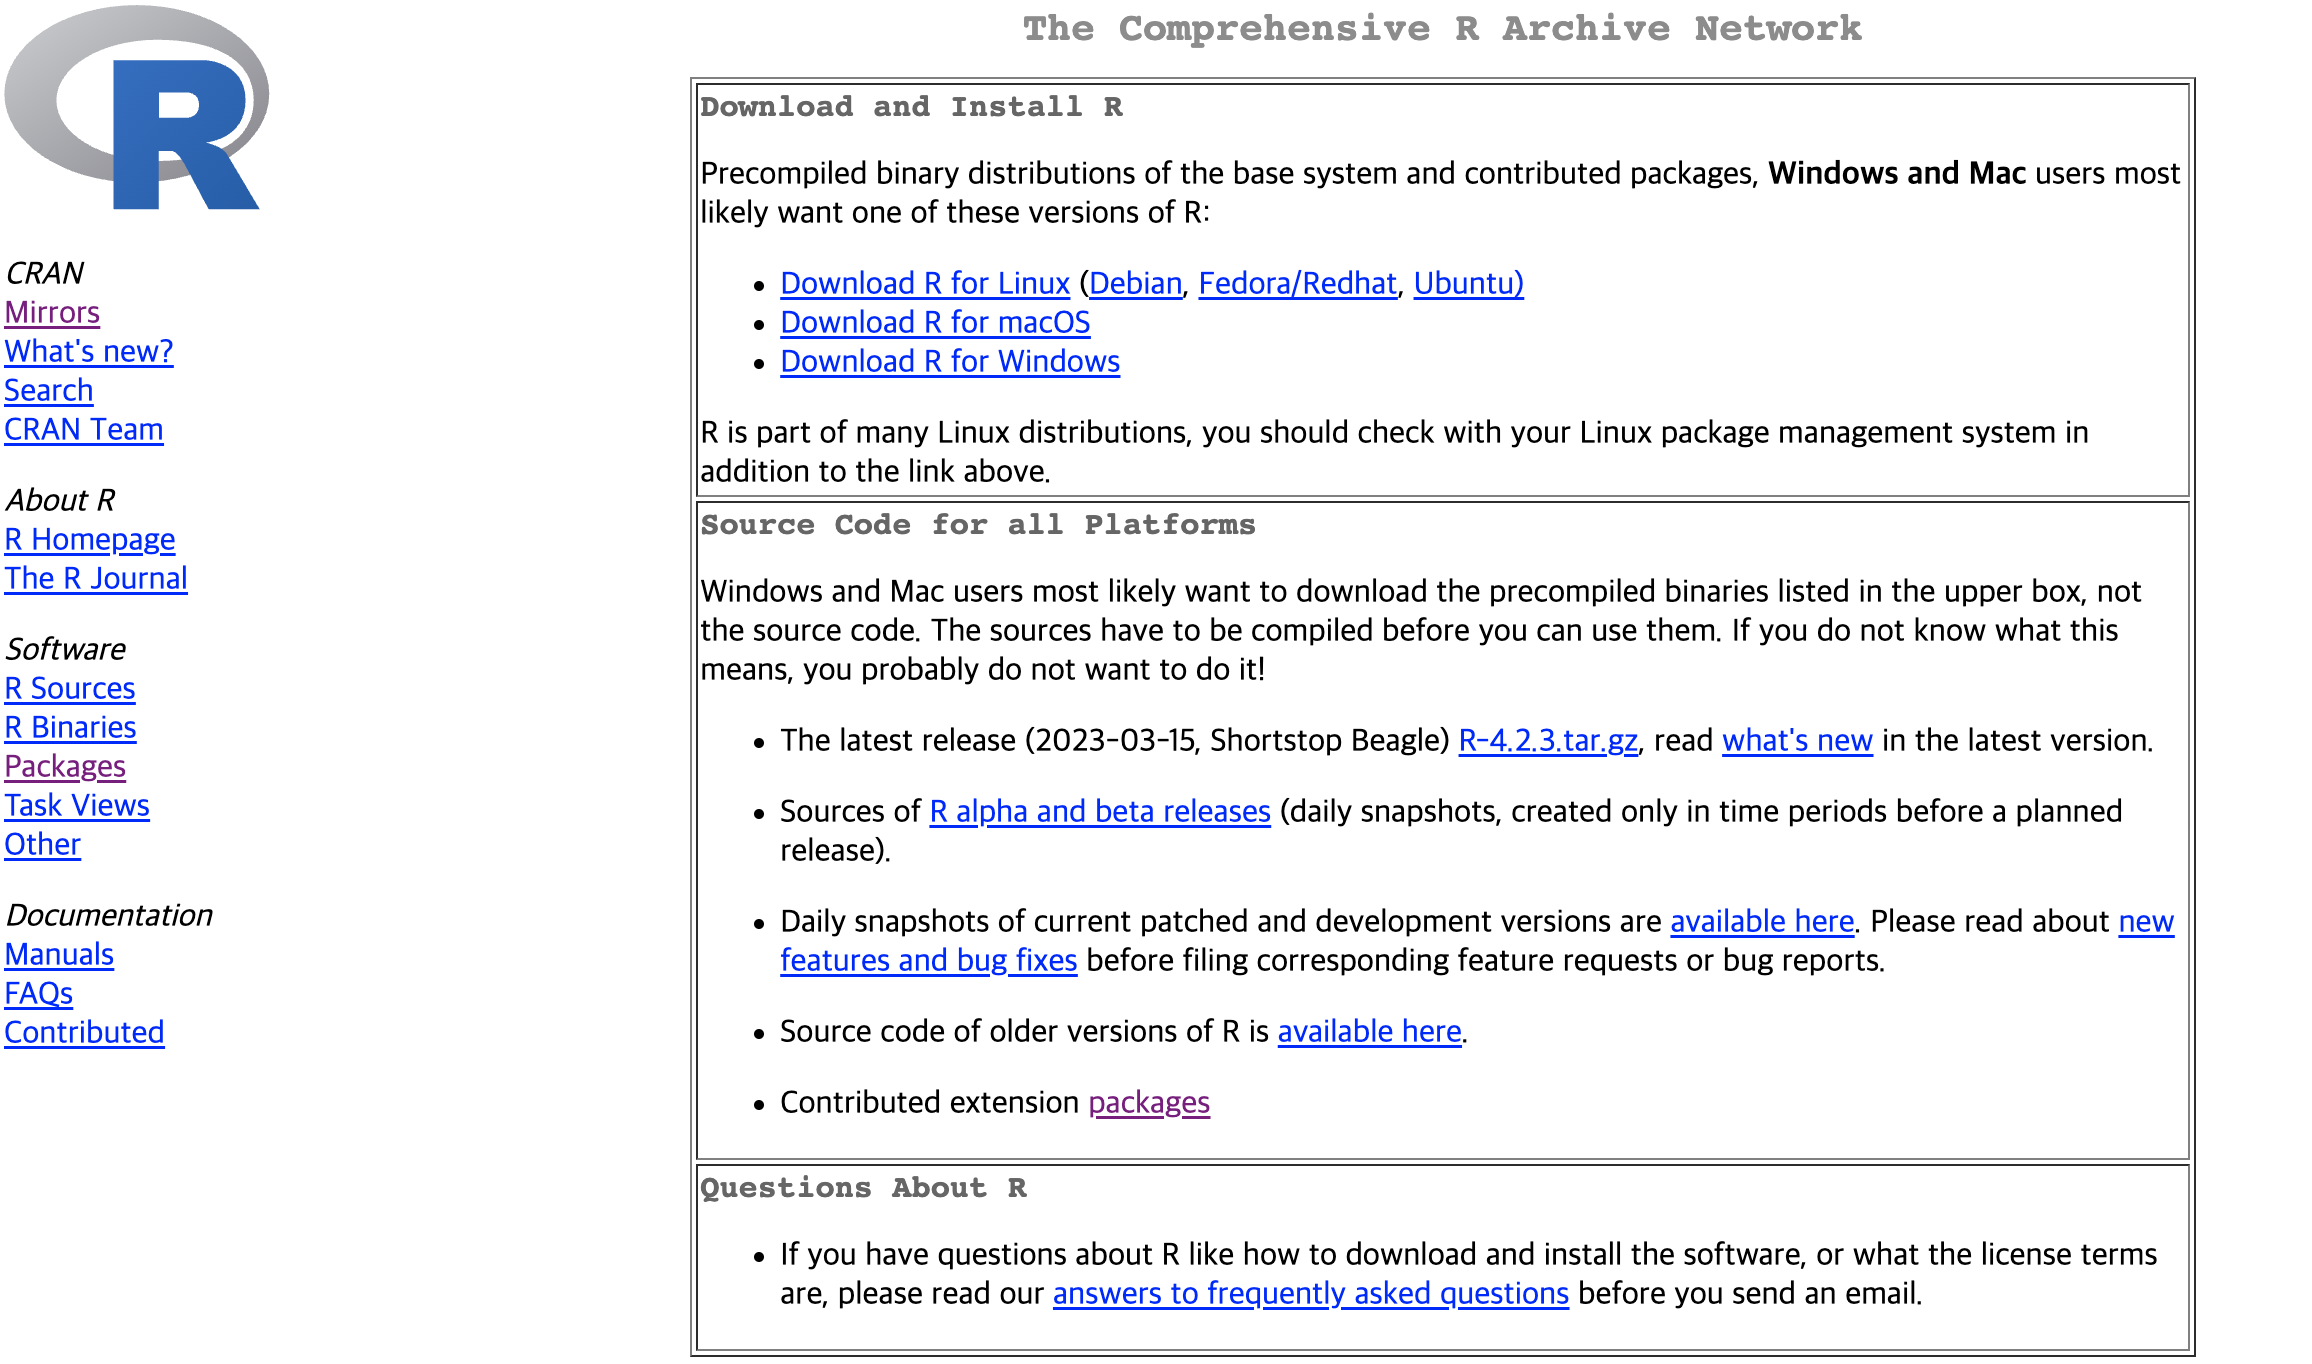 R
CRAN
Mirrors
What's new?
Search
CRAN Team
About R
R Homepage
The R Journal
Software
R Sources
R Binaries
Packages
Task Views
Other
Documentation
Manuals
FAQs
Contributed
The Comprehensive R Archive Network
Download and Install R
Precompiled binary distributions of the base system and contributed packages, Windows and Mac users most
likely want one of these versions of R:
• Download R for Linux (Debian, Fedora/Redhat, Ubuntu)
• Download R for macOS
• Download R for Windows
R is part of many Linux distributions, you should check with your Linux package management system in
addition to the link above.
Source Code for all Platforms
Windows and Mac users most likely want to download the precompiled binaries listed in the upper box, not
the source code. The sources have to be compiled before you can use them. If you do not know what this
means, you probably do not want to do it!
• The latest release (2023-03-15, Shortstop Beagle) R-4.2.3.tar.gz, read what's new in the latest version.
• Sources of R alpha and beta releases (daily snapshots, created only in time periods before a planned
release).
• Daily snapshots of current patched and development versions are available here. Please read about new
features and bug fixes before filing corresponding feature requests or bug reports.
• Source code of older versions of R is available here.
• Contributed extension packages
Questions About R
• If you have questions about R like how to download and install the software, or what the license terms
are, please read our answers to frequently asked questions before you send an email.